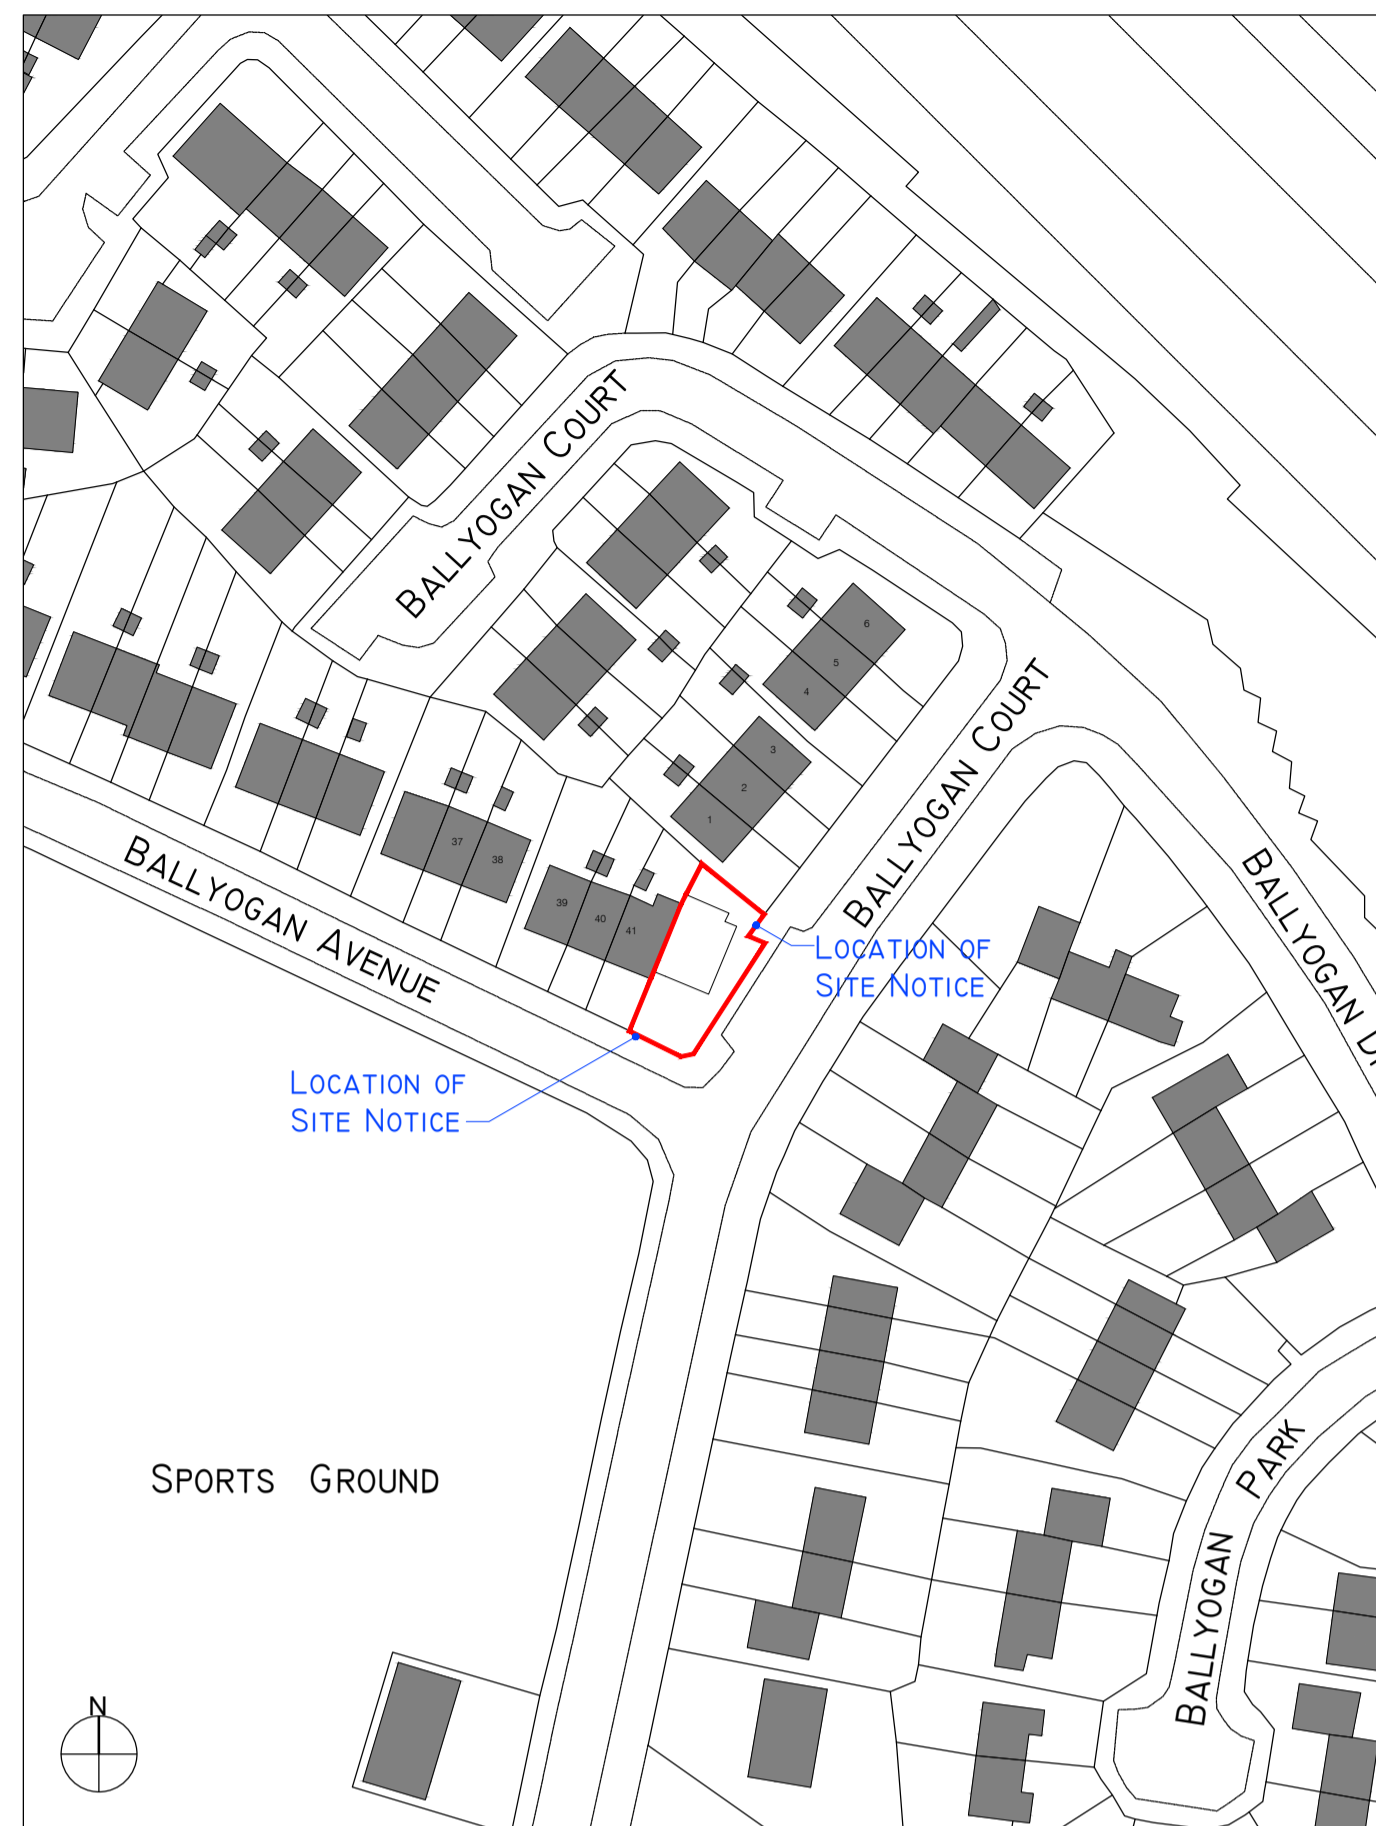 BALLYOGAN COURT
6
5
4
3
2
1
BALLYOGAN COURT
37
38
39
40
41
BALLYOGAN AVENUE
LOCATION OF
SITE NOTICE
BALLYOGAN D
LOCATION OF
SITE NOTICE
SPORTS GROUND
BALLYOGAN PARK
N